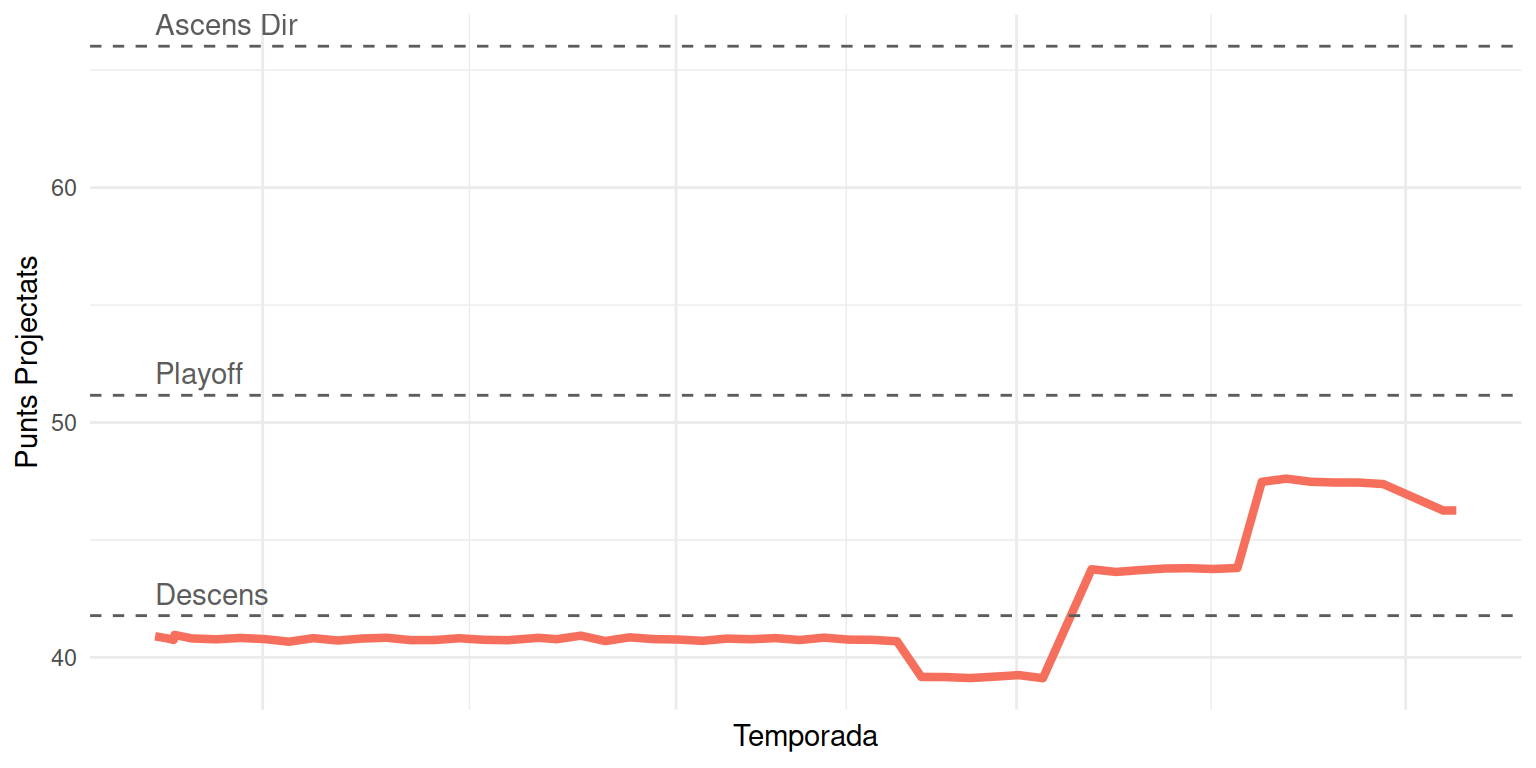 Ascens Dir
60
Playoff
50
Descens
40
Punts Projectats
Temporada